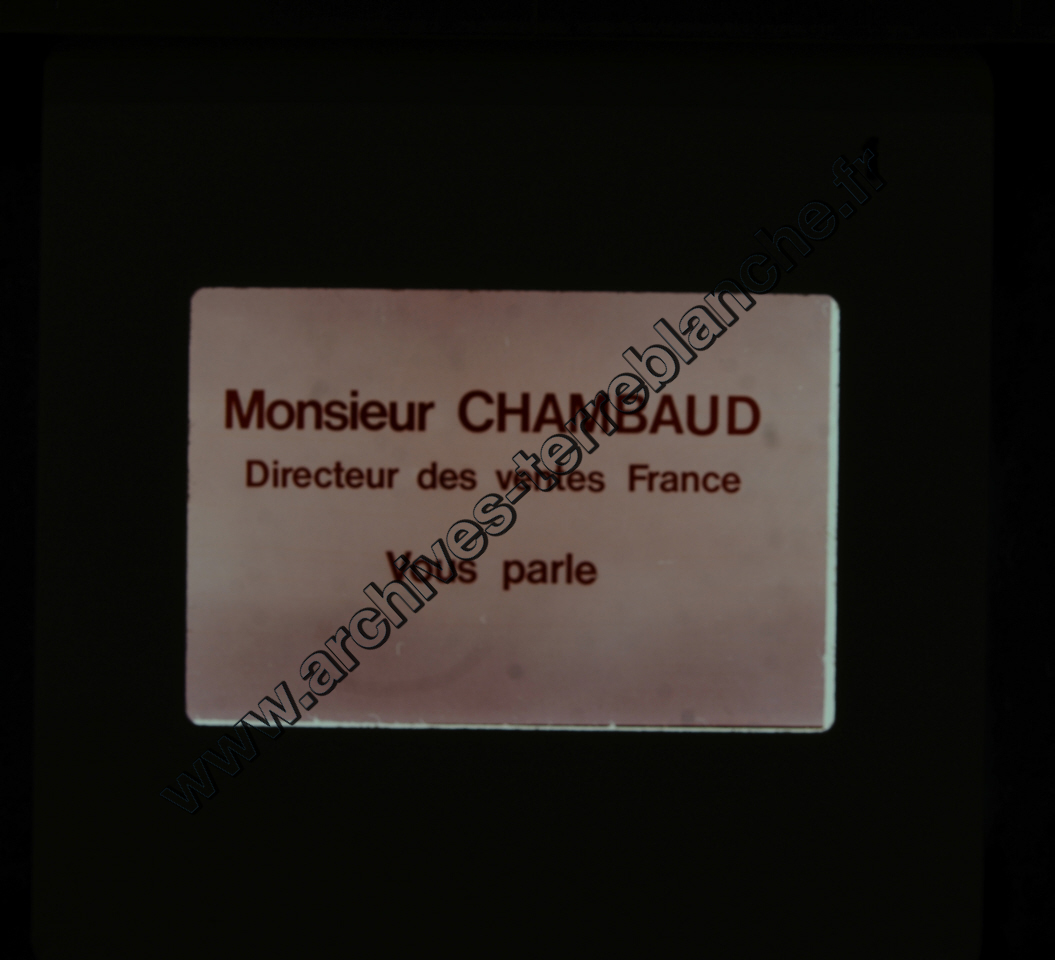 Monsieur CHAMBAUD
Directeur des ventes France
Vous parle
www.archives-terreblanche.fr